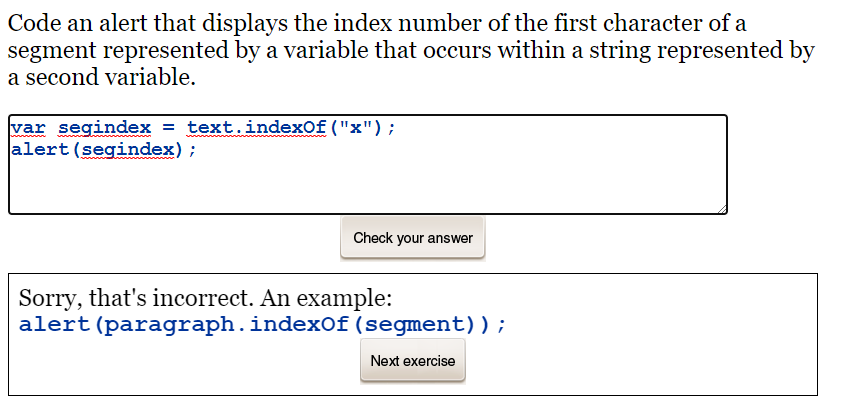 Code an alert that displays the index number of the first character of a
segment represented by a variable that occurs within a string represented by
a second variable.
var segindex = text.indexOf("x");
alert(segindex);
Check your answer
Sorry, that's incorrect. An example:
alert(paragraph.indexOf(segment));
Next exercise